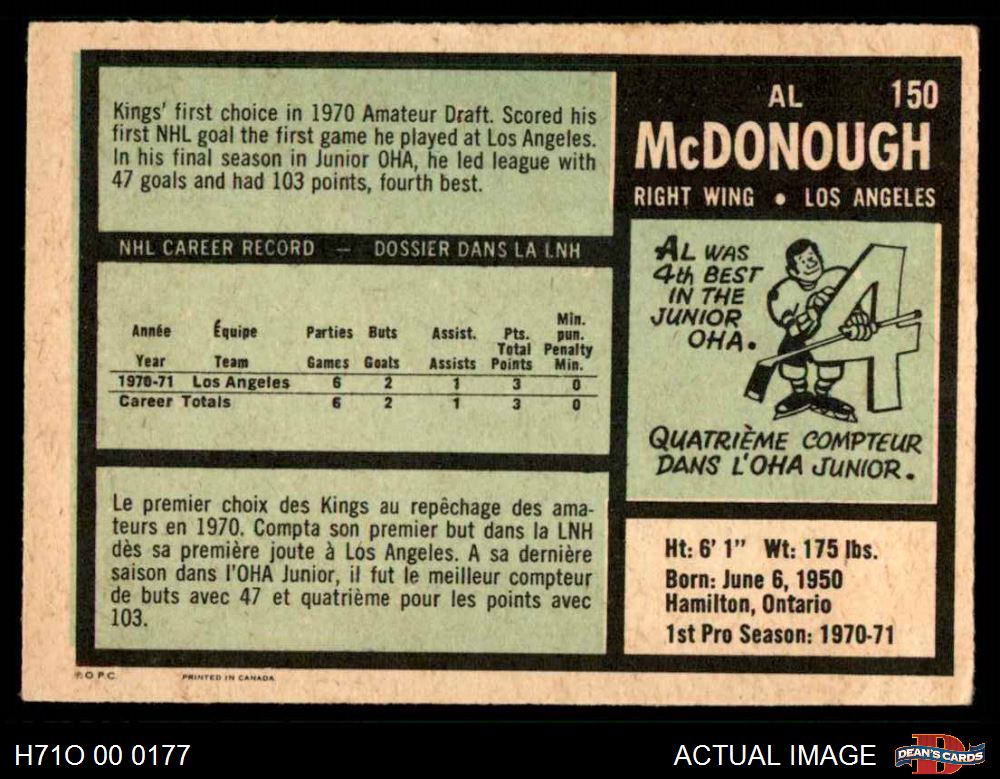 Kings' first choice in 1970 Amateur Draft. Scored his
first NHL goal the first game he played at Los Angeles.
In his final season in Junior OHA, he led league with
47 goals and had 103 points, fourth best.
NHL CAREER RECORD — DOSSIER DANS LA LNH
Année Équipe Parties Buts Assist. Pts. Min. pun.
Year Team Games Goals Assists Total Points Penalty Min.
1970-71 Los Angeles 6 2 1 3 0
Career Totals 6 2 1 3 0
Le premier choix des Kings au repêchage des ama-
teurs en 1970. Compta son premier but dans la LNH
dès sa première joute à Los Angeles. A sa dernière
saison dans l'OHA Junior, il fut le meilleur compteur
de buts avec 47 et quatrième pour les points avec
103.
AL 150
McDONOUGH
RIGHT WING • LOS ANGELES
AL WAS
4th BEST
IN THE
JUNIOR
OHA.
4
QUATRIÈME COMPTEUR
DANS L'OHA JUNIOR.
Ht: 6' 1" Wt: 175 lbs.
Born: June 6, 1950
Hamilton, Ontario
1st Pro Season: 1970-71
O.P.C. PRINTED IN CANADA
H71O 00 0177 ACTUAL IMAGE DEAN'S CARDS